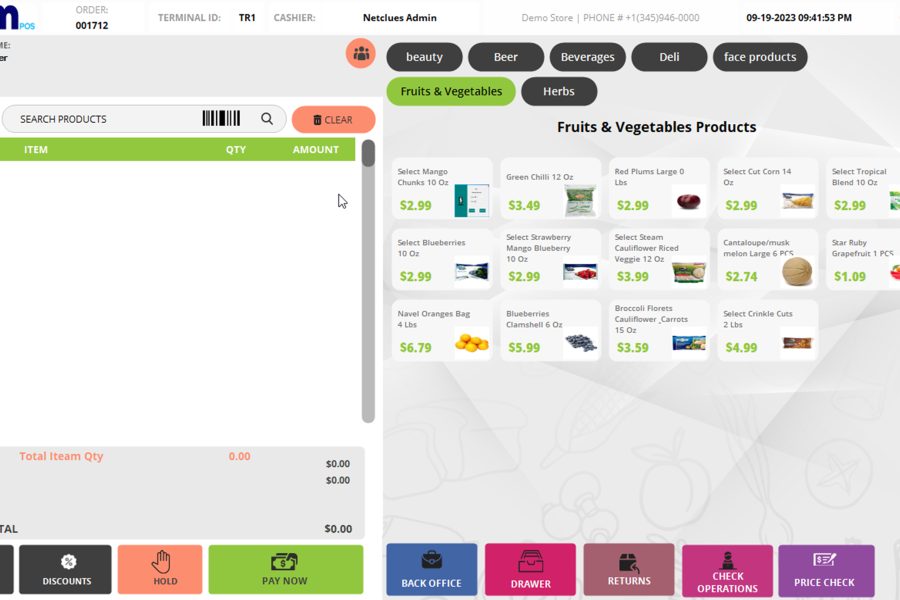 m
POS
ORDER:
001712
TERMINAL ID: TR1 CASHIER: Netclues Admin
Demo Store | PHONE # +1(345)946-0000
09-19-2023 09:41:53 PM
ME:
er
SEARCH PRODUCTS
CLEAR
ITEM QTY AMOUNT
Total Iteam Qty 0.00
$0.00
$0.00
TAL $0.00
DISCOUNTS
HOLD
PAY NOW
beauty
Beer
Beverages
Deli
face products
Fruits & Vegetables
Herbs
Fruits & Vegetables Products
Select Mango
Chunks 10 Oz
$2.99
Green Chilli 12 Oz
$3.49
Red Plums Large 0
Lbs
$2.99
Select Cut Corn 14
Oz
$2.99
Select Tropical
Blend 10 Oz
$2.99
Select Blueberries
10 Oz
$2.99
Select Strawberry
Mango Blueberry
10 Oz
$2.99
Select Steam
Cauliflower Riced
Veggie 12 Oz
$3.99
Cantaloupe/musk
melon Large 6 PCS
$2.74
Star Ruby
Grapefruit 1 PCS
$1.09
Navel Oranges Bag
4 Lbs
$6.79
Blueberries
Clamshell 6 Oz
$5.99
Broccoli Florets
Cauliflower ,Carrots
15 Oz
$3.59
Select Crinkle Cuts
2 Lbs
$4.99
BACK OFFICE
DRAWER
RETURNS
CHECK
OPERATIONS
PRICE CHECK